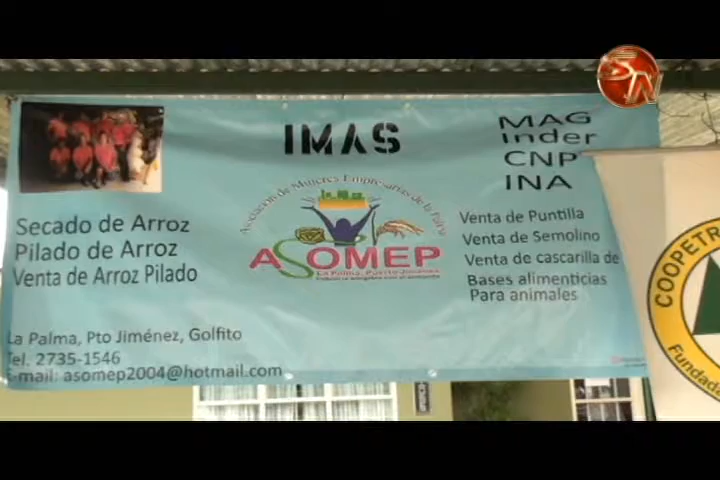 IMAS
MAG
inder
CNP
INA
Asociación de Mujeres Empresarias de la Palma
ASOMEP
La Palma, Puerto Jiménez
Secado de Arroz
Pilado de Arroz
Venta de Arroz Pilado
Venta de Puntilla
Venta de Semolino
Venta de cascarilla de
Bases alimenticias
Para animales
La Palma, Pto Jiménez, Golfito
Tel. 2735-1546
E-mail: asomep2004@hotmail.com
COOPETR
Fundada
SN